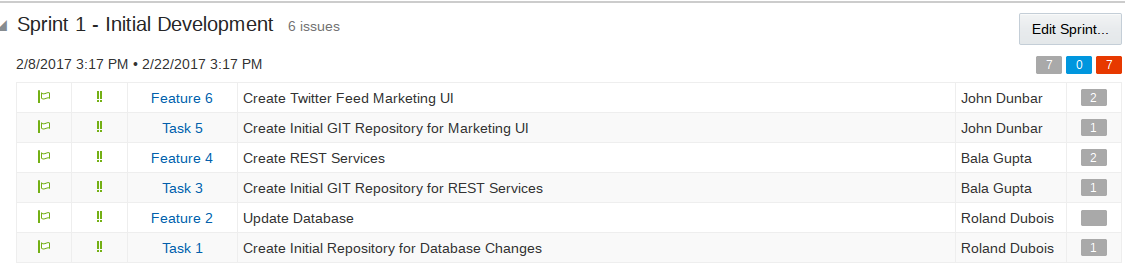 Sprint 1 - Initial Development 6 issues Edit Sprint...
2/8/2017 3:17 PM • 2/22/2017 3:17 PM 7 0 7
!! Feature 6 Create Twitter Feed Marketing UI John Dunbar 2
!! Task 5 Create Initial GIT Repository for Marketing UI John Dunbar 1
!! Feature 4 Create REST Services Bala Gupta 2
!! Task 3 Create Initial GIT Repository for REST Services Bala Gupta 1
!! Feature 2 Update Database Roland Dubois
!! Task 1 Create Initial Repository for Database Changes Roland Dubois 1